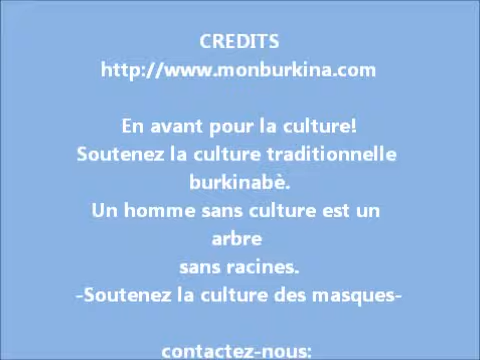 CREDITS
http://www.monburkina.com
En avant pour la culture!
Soutenez la culture traditionnelle
burkinabè.
Un homme sans culture est un
arbre
sans racines.
-Soutenez la culture des masques-
contactez-nous: